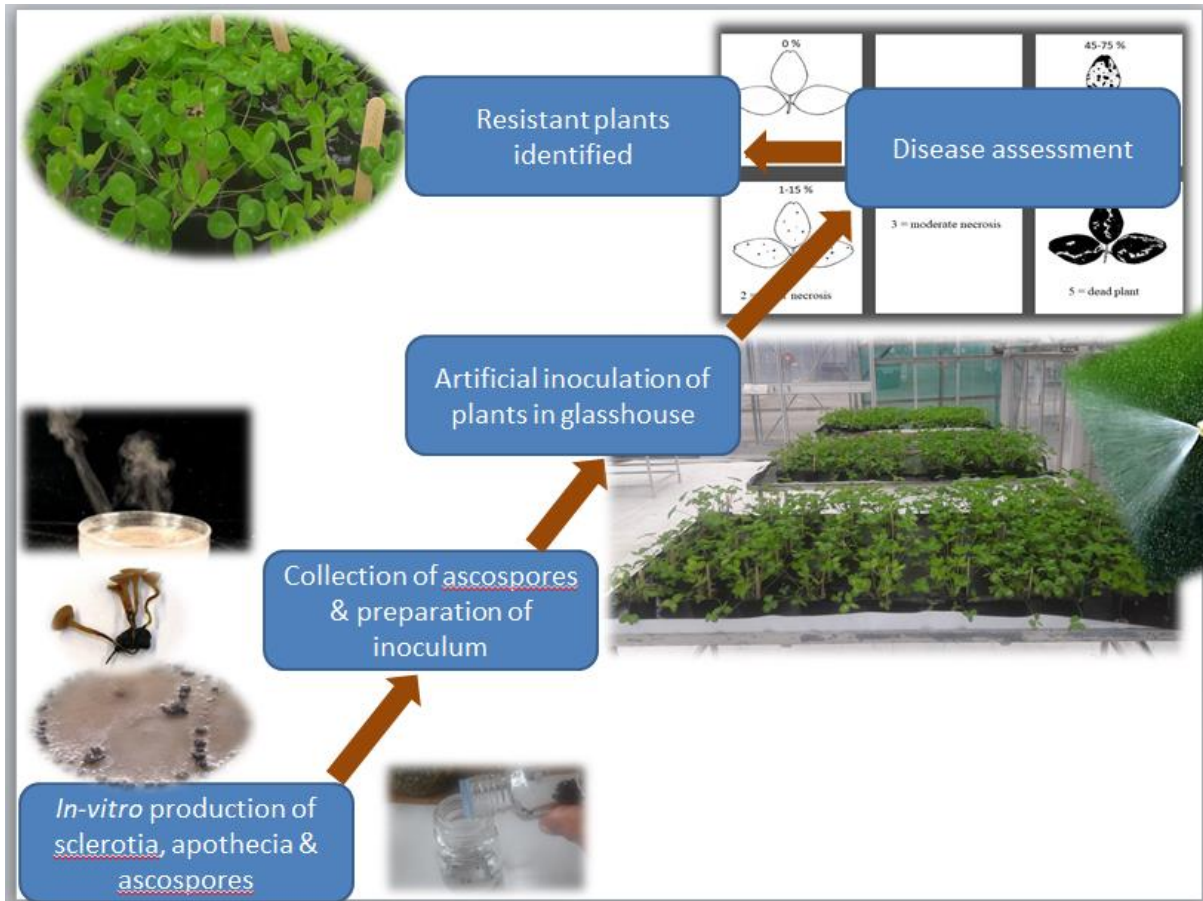 0 %
45-75 %
Resistant plants
identified
Disease assessment
1-15 %
3 = moderate necrosis
2 = necrosis
5 = dead plant
Artificial inoculation of
plants in glasshouse
Collection of ascospores
& preparation of
inoculum
In-vitro production of
sclerotia, apothecia &
ascospores